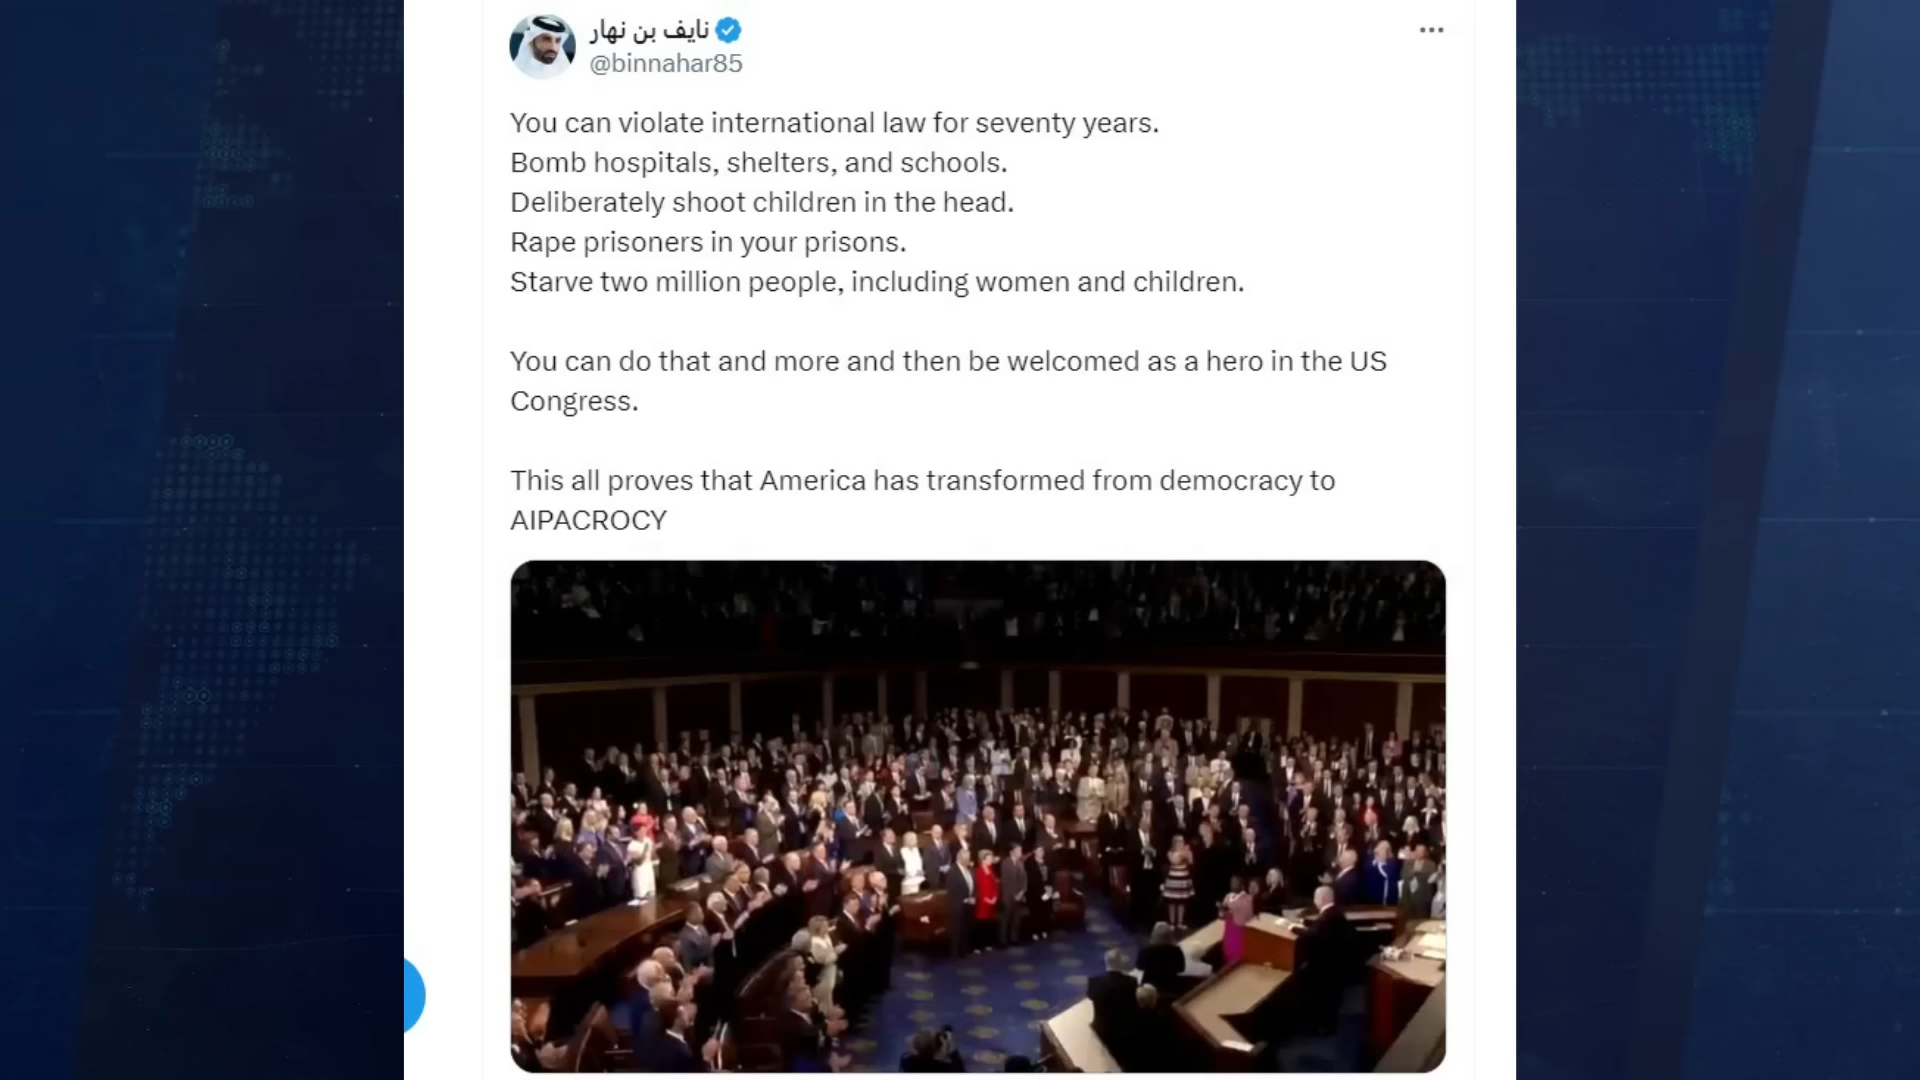 نايف بن نهار
@binnahar85
You can violate international law for seventy years.
Bomb hospitals, shelters, and schools.
Deliberately shoot children in the head.
Rape prisoners in your prisons.
Starve two million people, including women and children.
You can do that and more and then be welcomed as a hero in the US
Congress.
This all proves that America has transformed from democracy to
AIPACROCY